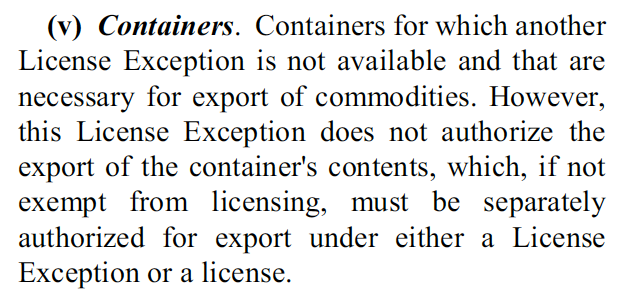 (v) Containers. Containers for which another
License Exception is not available and that are
necessary for export of commodities. However,
this License Exception does not authorize the
export of the container's contents, which, if not
exempt from licensing, must be separately
authorized for export under either a License
Exception or a license.